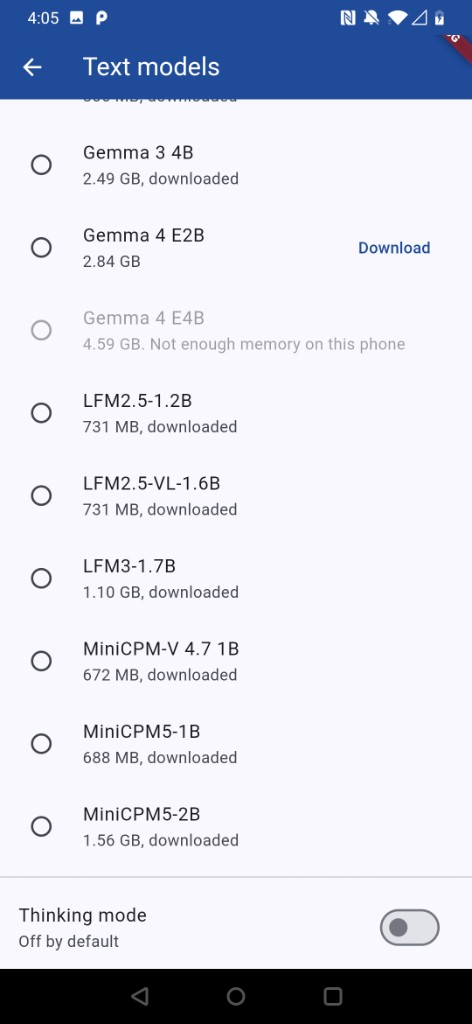 4:05
Text models
Gemma 3 4B
2.49 GB, downloaded
Gemma 4 E2B
2.84 GB
Download
Gemma 4 E4B
4.59 GB. Not enough memory on this phone
LFM2.5-1.2B
731 MB, downloaded
LFM2.5-VL-1.6B
731 MB, downloaded
LFM3-1.7B
1.10 GB, downloaded
MiniCPM-V 4.7 1B
672 MB, downloaded
MiniCPM5-1B
688 MB, downloaded
MiniCPM5-2B
1.56 GB, downloaded
Thinking mode
Off by default